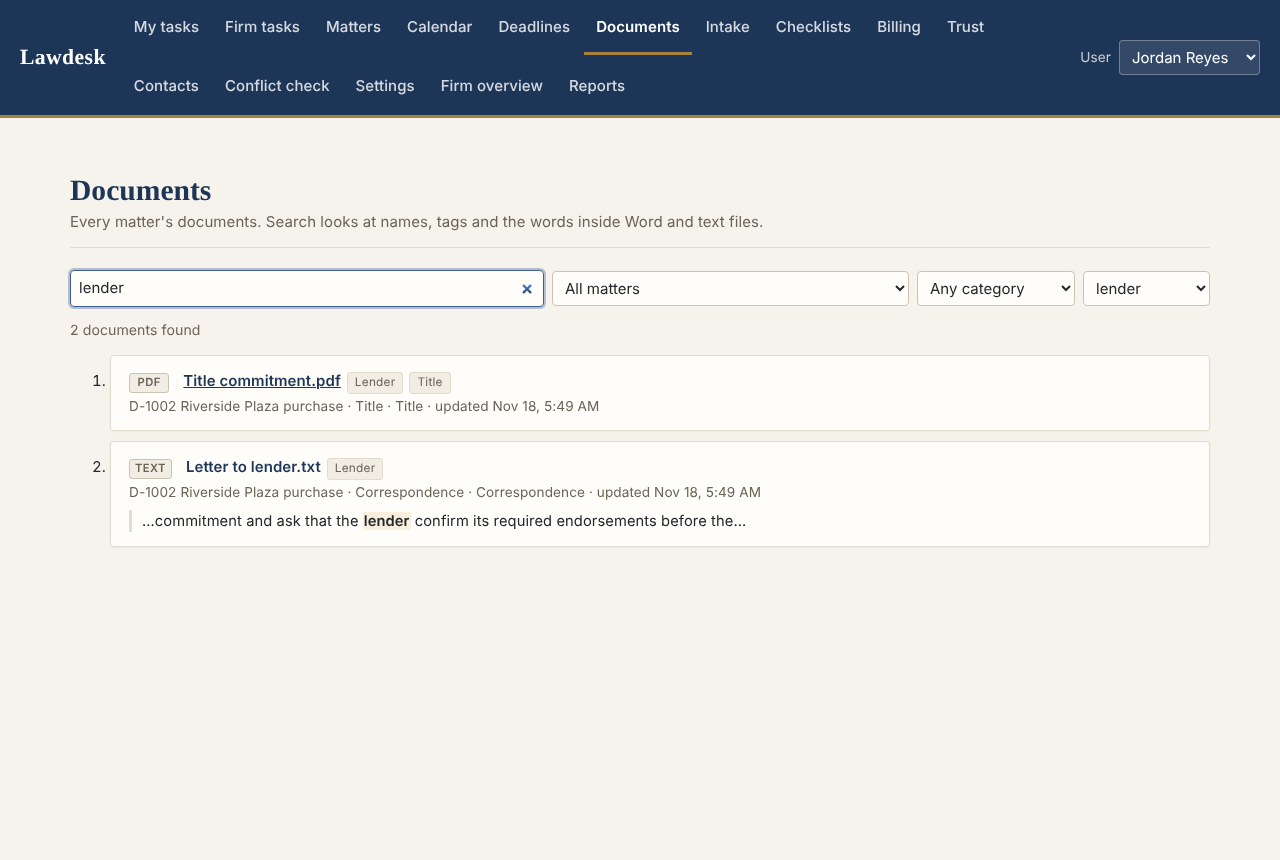 Lawdesk
My tasks Firm tasks Matters Calendar Deadlines Documents Intake Checklists Billing Trust
Contacts Conflict check Settings Firm overview Reports
User Jordan Reyes
Documents
Every matter's documents. Search looks at names, tags and the words inside Word and text files.
lender × All matters Any category lender
2 documents found
1. PDF Title commitment.pdf Lender Title
D-1002 Riverside Plaza purchase · Title · Title · updated Nov 18, 5:49 AM
2. TEXT Letter to lender.txt Lender
D-1002 Riverside Plaza purchase · Correspondence · Correspondence · updated Nov 18, 5:49 AM
…commitment and ask that the lender confirm its required endorsements before the…